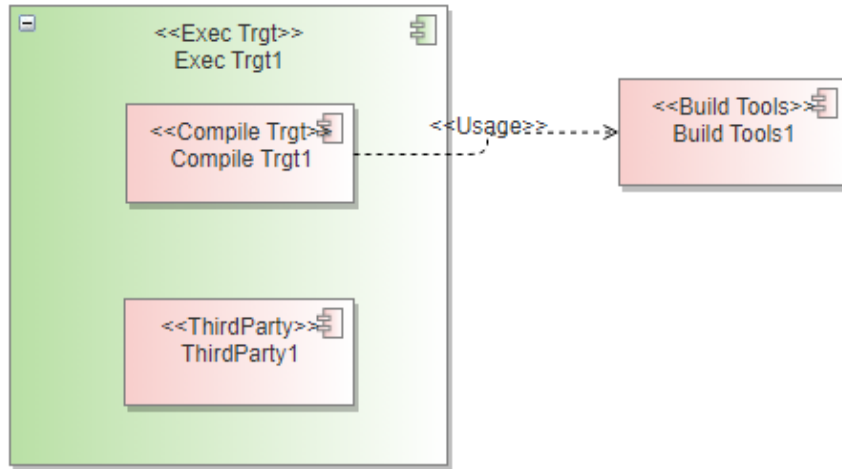 <<Exec Trgt>>
Exec Trgt1
<<Compile Trgt>>
Compile Trgt1
<<Usage>>
<<Build Tools>>
Build Tools1
<<ThirdParty>>
ThirdParty1